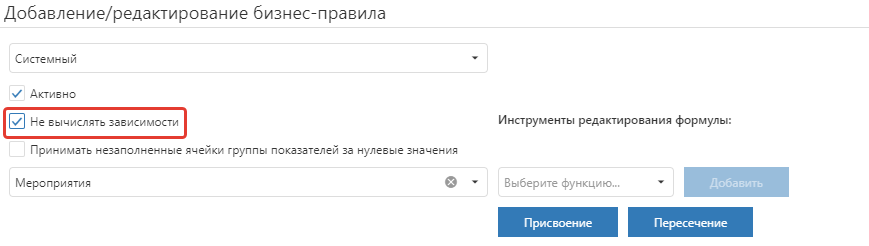 Добавление/редактирование бизнес-правила
Системный
Активно
Не вычислять зависимости
Инструменты редактирования формулы:
Принимать незаполненные ячейки группы показателей за нулевые значения
Мероприятия
Выберите функцию...
Добавить
Присвоение
Пересечение